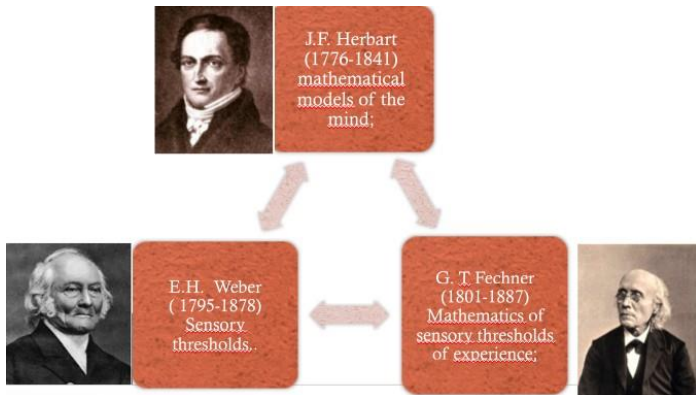 J.F. Herbart
(1776-1841)
mathematical
models of the
mind;
E.H. Weber
( 1795-1878)
Sensory
thresholds..
G. T Fechner
(1801-1887)
Mathematics of
sensory thresholds
of experience;